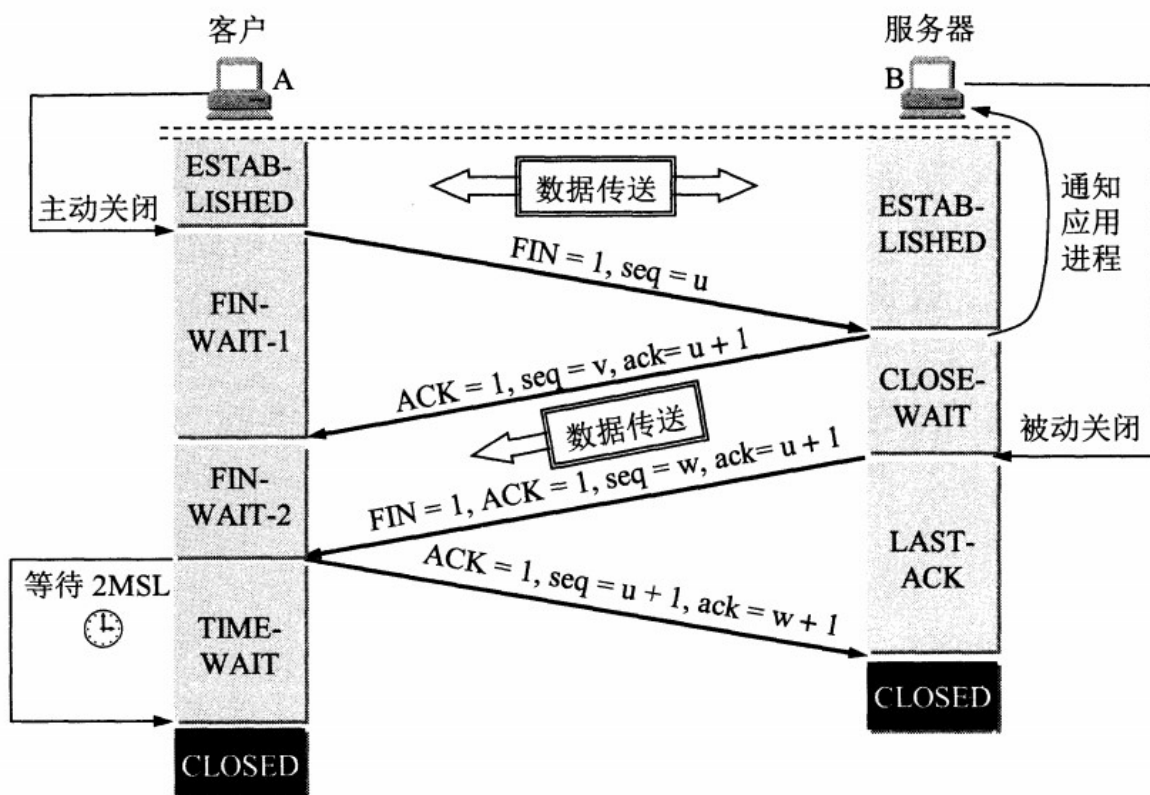 客户
服务器
A
B
ESTAB-
LISHED
数据传送
ESTAB-
LISHED
通知
应用
进程
主动关闭
FIN = 1, seq = u
FIN-
WAIT-1
ACK = 1, seq = v, ack= u + 1
CLOSE-
WAIT
数据传送
被动关闭
FIN-
WAIT-2
FIN = 1, ACK = 1, seq = w, ack= u + 1
LAST-
ACK
ACK = 1, seq = u + 1, ack = w + 1
等待 2MSL
TIME-
WAIT
CLOSED
CLOSED